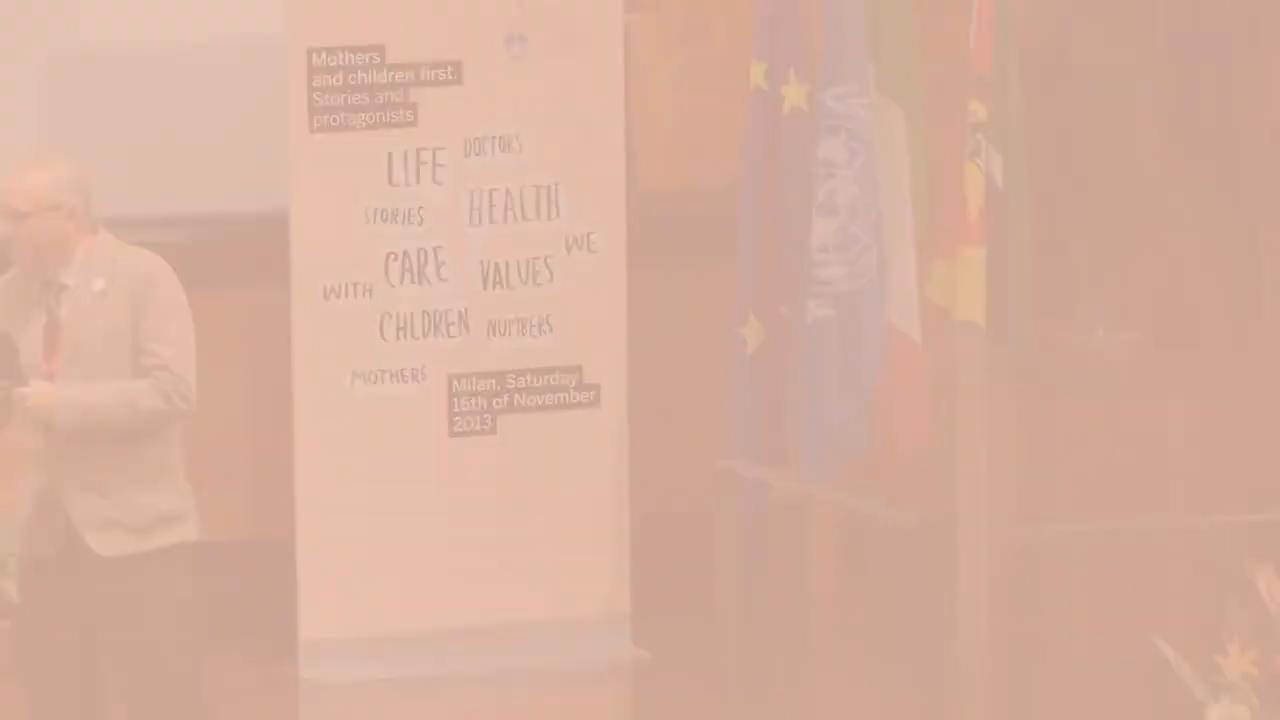 Mothers
and children first.
Stories and
protagonists
LIFE DOCTORS
STORIES HEALTH
CARE VALUES WE
WITH
CHLDREN NUMBERS
MOTHERS
Milan, Saturday
16th of November
2013